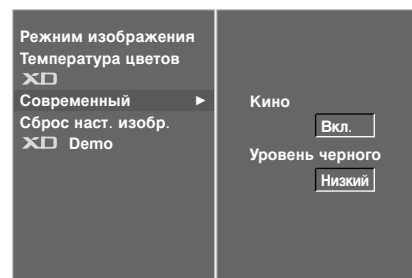 Режим изображения
Температура цветов
XD
Современный ►
Сброс наст. изобр.
XD Demo
Кино
Вкл.
Уровень черного
Низкий